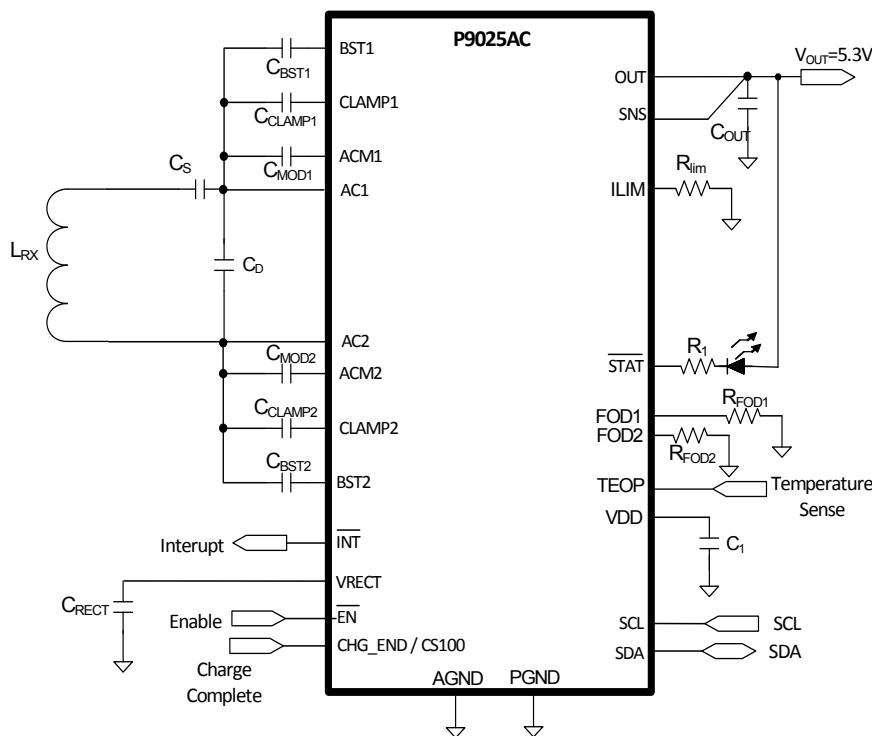 P9025AC
BST1
C_BST1
CLAMP1
C_CLAMP1
ACM1
C_MOD1
C_S
AC1
L_RX
C_D
AC2
C_MOD2
ACM2
C_CLAMP2
CLAMP2
C_BST2
BST2
Interupt
INT
VRECT
C_RECT
Enable
EN
CHG_END / CS100
Charge
Complete
AGND
PGND
OUT
V_OUT=5.3V
SNS
C_OUT
ILIM
R_lim
STAT
R_1
FOD1
R_FOD1
FOD2
R_FOD2
TEOP
Temperature
Sense
VDD
C_1
SCL
SCL
SDA
SDA